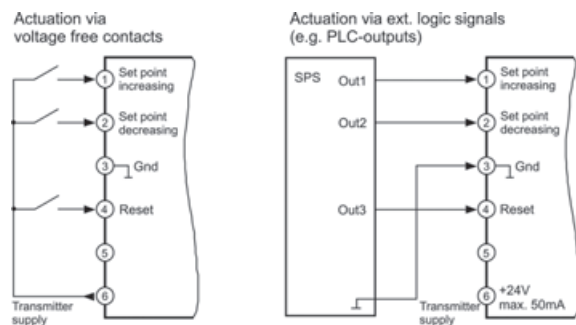 Actuation via
voltage free contacts
1
Set point
increasing
2
Set point
decreasing
3
Gnd
4
Reset
5
6
Transmitter
supply
Actuation via ext. logic signals
(e.g. PLC-outputs)
SPS
Out1
1
Set point
increasing
Out2
2
Set point
decreasing
3
Gnd
Out3
4
Reset
5
6
+24V
max. 50mA
Transmitter
supply